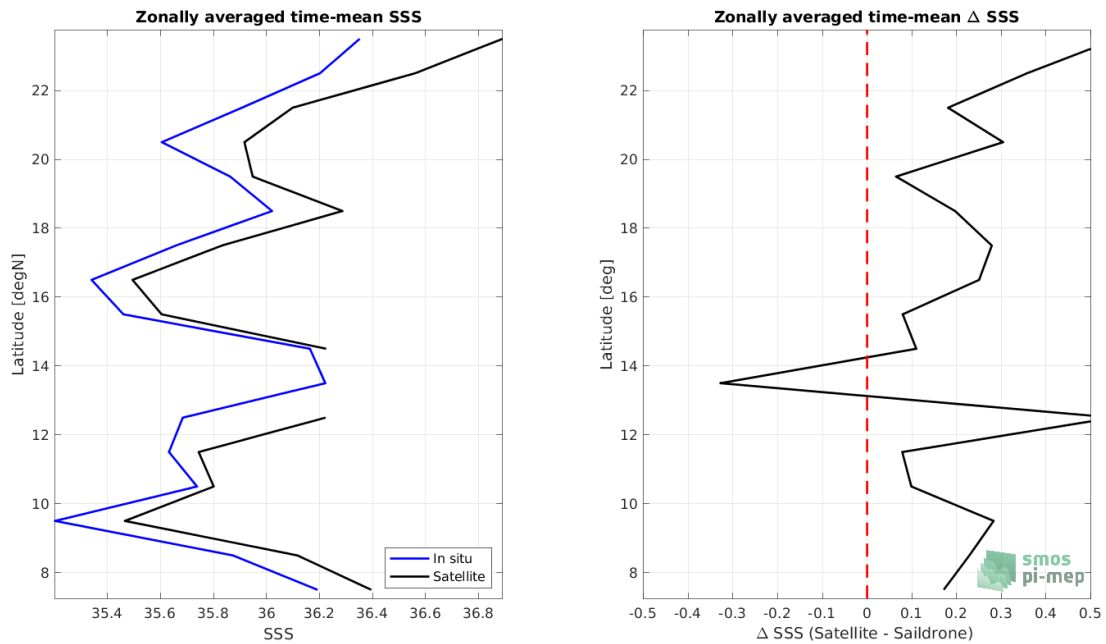 Zonally averaged time-mean SSS
Latitude [degN]
22
20
18
16
14
12
10
8
35.4 35.6 35.8 36 36.2 36.4 36.6 36.8
SSS
In situ
Satellite
Zonally averaged time-mean Δ SSS
Latitude [deg]
22
20
18
16
14
12
10
8
-0.5 -0.4 -0.3 -0.2 -0.1 0 0.1 0.2 0.3 0.4 0.5
Δ SSS (Satellite - Saildrone)
smos
pi-mep